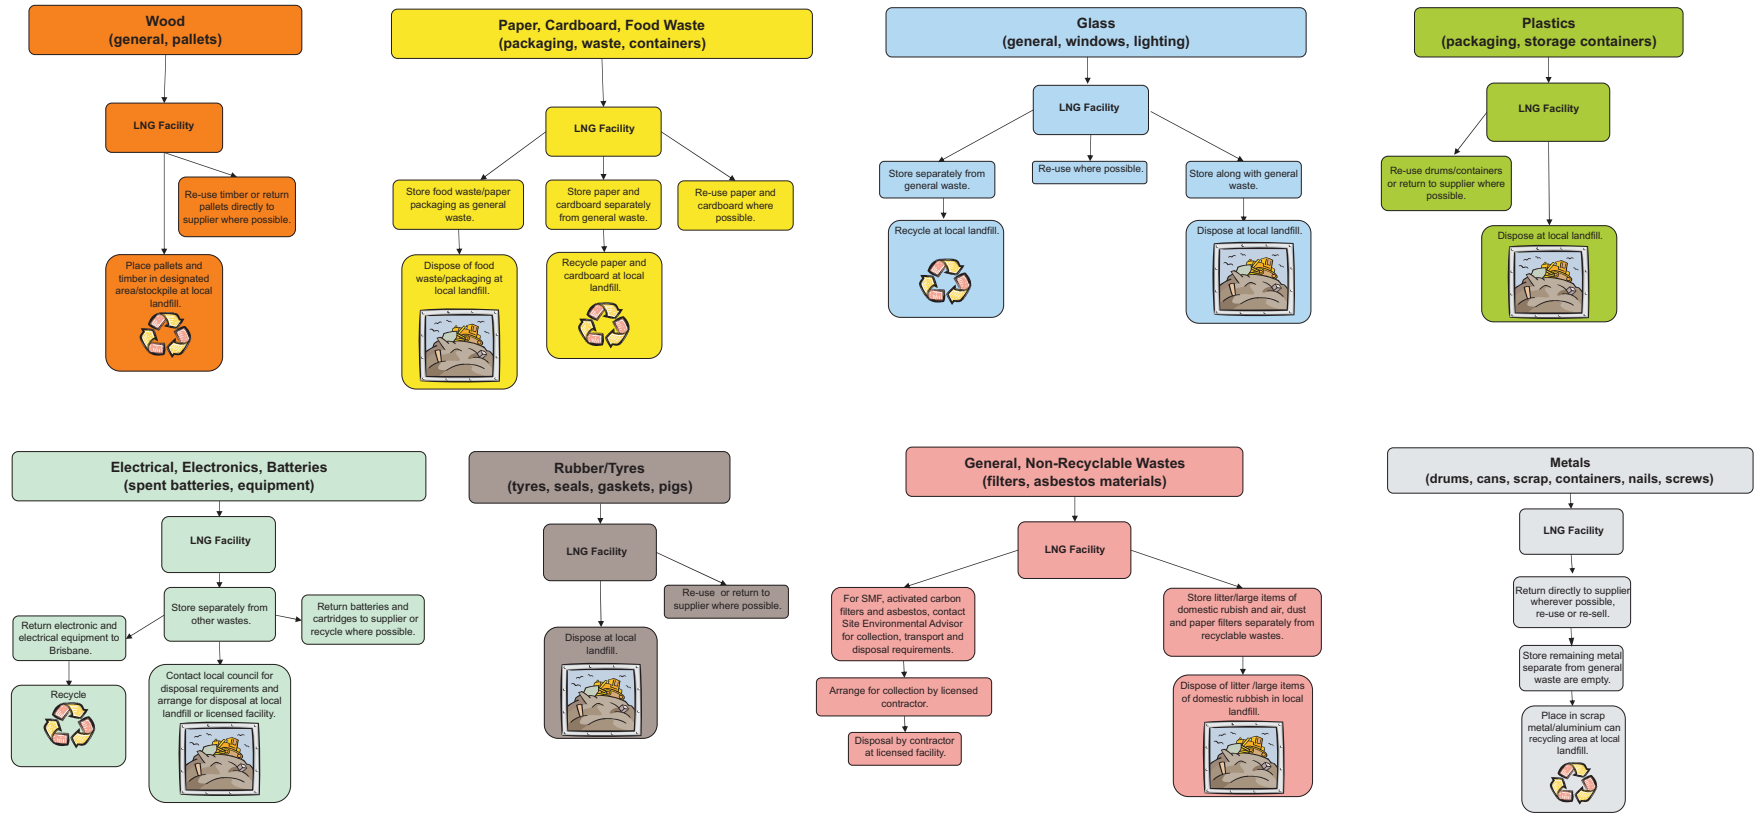 Wood
(general, pallets)
LNG Facility
Re-use timber or return
pallets directly to
supplier where possible.
Place pallets and
timber in designated
area/stockpile at local
landfill.
Paper, Cardboard, Food Waste
(packaging, waste, containers)
LNG Facility
Store food waste/paper
packaging as general
waste.
Store paper and
cardboard separately
from general waste.
Re-use paper and
cardboard where
possible.
Dispose of food
waste/packaging at
local landfill.
Recycle paper and
cardboard at local
landfill.
Glass
(general, windows, lighting)
LNG Facility
Store separately from
general waste.
Re-use where possible.
Store along with general
waste.
Recycle at local landfill.
Dispose at local landfill.
Plastics
(packaging, storage containers)
LNG Facility
Re-use drums/containers
or return to supplier where
possible.
Dispose at local landfill.
Electrical, Electronics, Batteries
(spent batteries, equipment)
LNG Facility
Store separately from
other wastes.
Return electronic and
electrical equipment to
Brisbane.
Return batteries and
cartridges to supplier or
recycle where possible.
Recycle
Contact local council for
disposal requirements and
arrange for disposal at local
landfill or licensed facility.
Rubber/Tyres
(tyres, seals, gaskets, pigs)
LNG Facility
Re-use or return to
supplier where possible.
Dispose at local
landfill.
General, Non-Recyclable Wastes
(filters, asbestos materials)
LNG Facility
For SMF, activated carbon
filters and asbestos, contact
Site Environmental Advisor
for collection, transport and
disposal requirements.
Store litter/large items of
domestic rubish and air, dust
and paper filters separately from
recyclable wastes.
Arrange for collection by licensed
contractor.
Disposal by contractor
at licensed facility.
Dispose of litter /large items
of domestic rubbish in local
landfill.
Metals
(drums, cans, scrap, containers, nails, screws)
LNG Facility
Return directly to supplier
wherever possible,
re-use or re-sell.
Store remaining metal
separate from general
waste are empty.
Place in scrap
metal/aluminium can
recycling area at local
landfill.